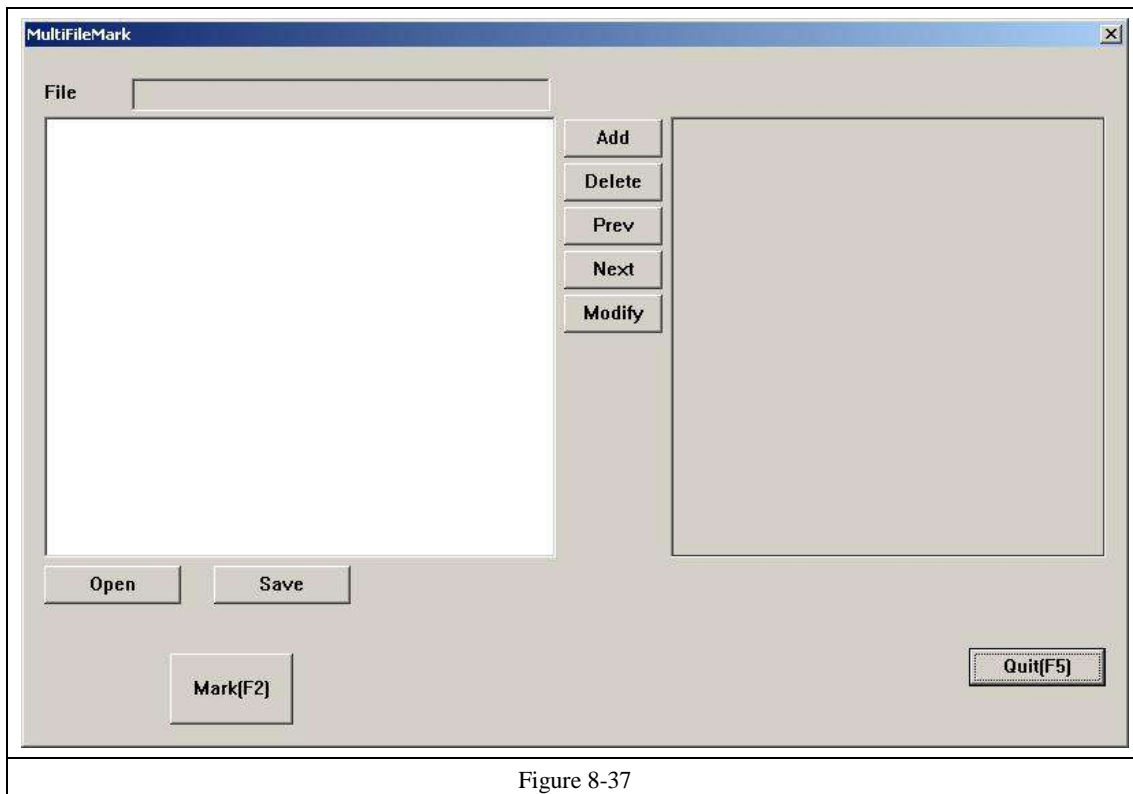 MultiFileMark
File
Add
Delete
Prev
Next
Modify
Open
Save
Mark(F2)
Quit(F5)
Figure 8-37